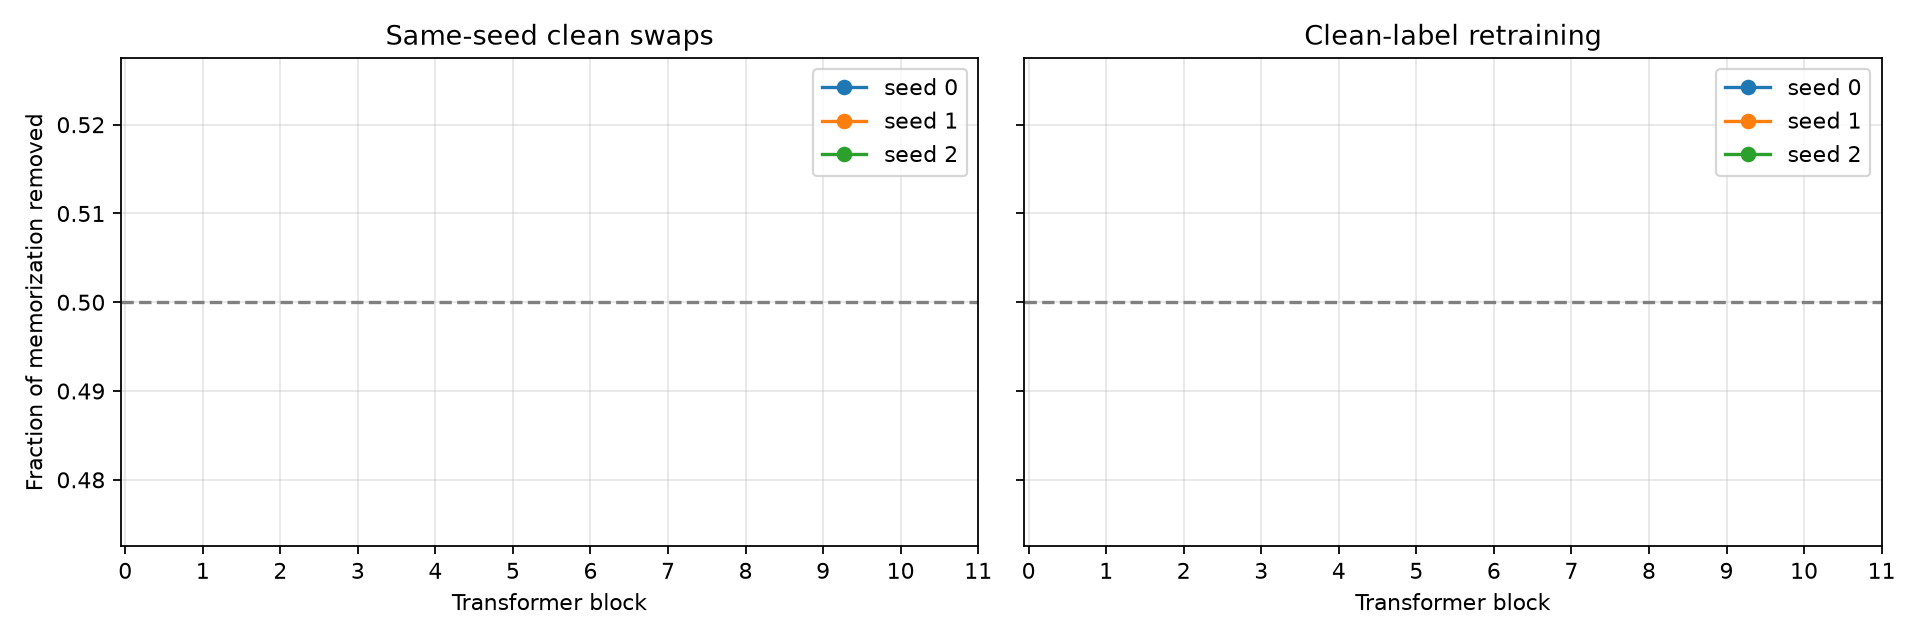 Same-seed clean swaps
Fraction of memorization removed
0.52
0.51
0.50
0.49
0.48
seed 0
seed 1
seed 2
0 1 2 3 4 5 6 7 8 9 10 11
Transformer block
Clean-label retraining
seed 0
seed 1
seed 2
0 1 2 3 4 5 6 7 8 9 10 11
Transformer block